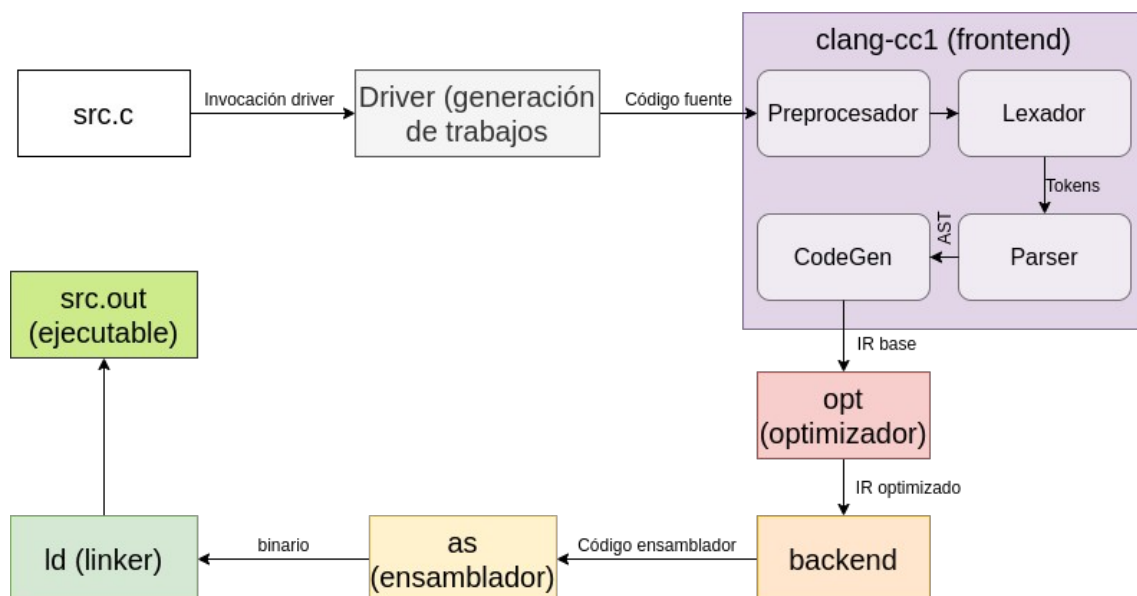 clang-cc1 (frontend)
src.c
Invocación driver
Driver (generación
de trabajos
Código fuente
Preprocesador
Lexador
Tokens
CodeGen
AST
Parser
src.out
(ejecutable)
IR base
opt
(optimizador)
IR optimizado
ld (linker)
binario
as
(ensamblador)
Código ensamblador
backend